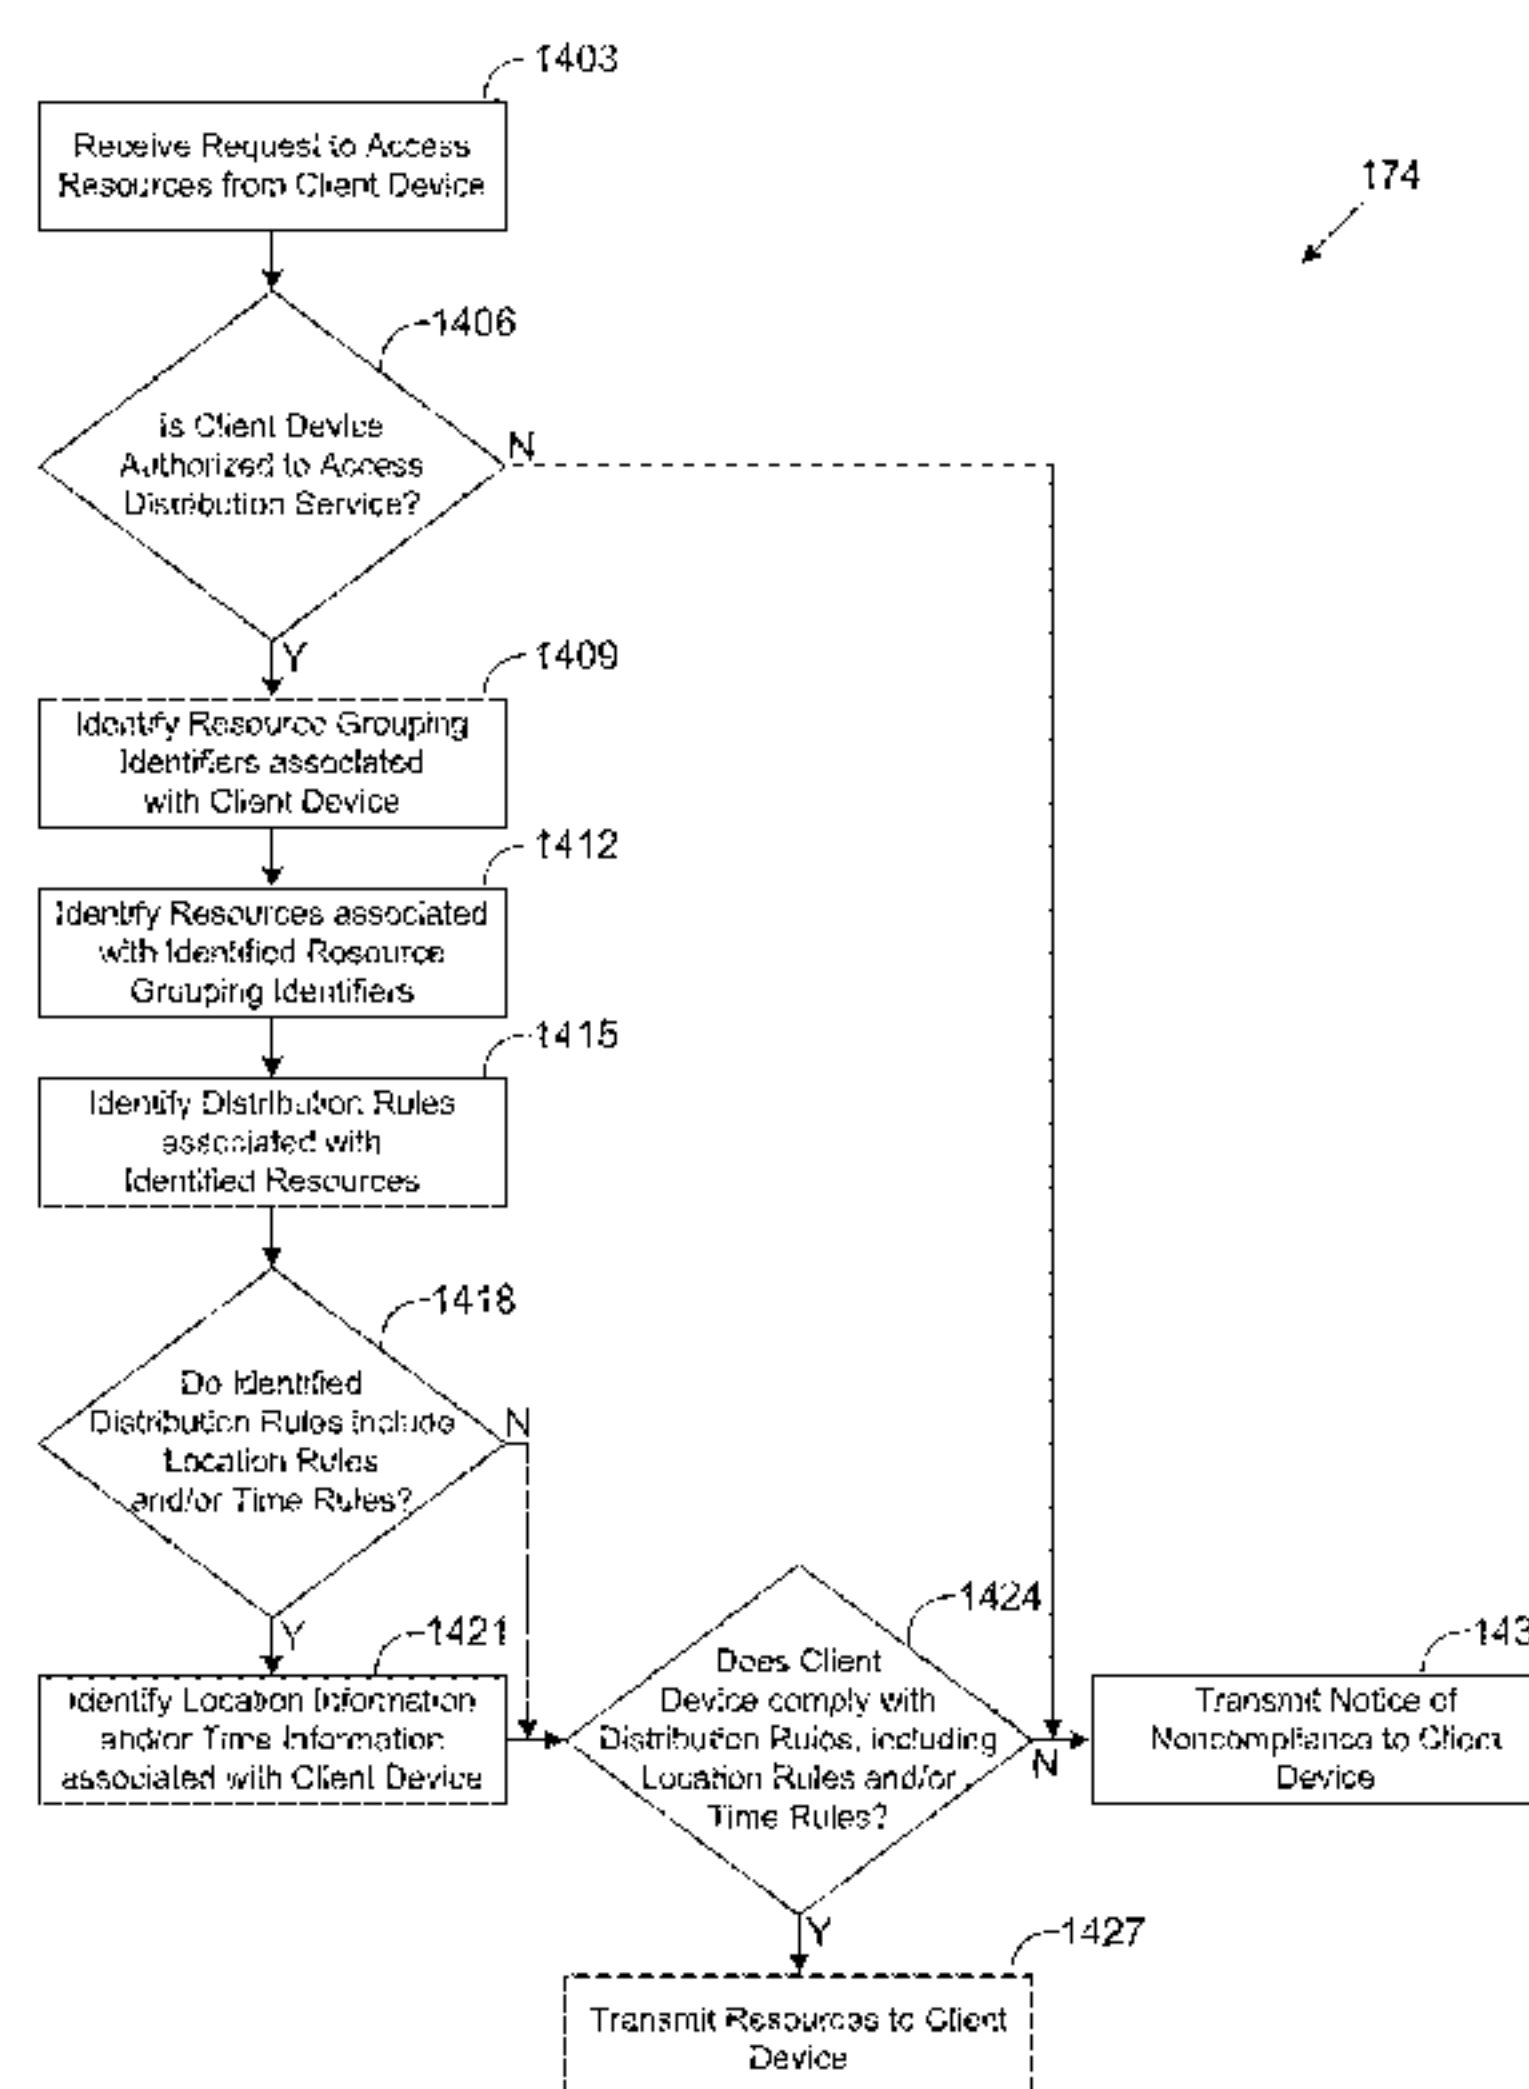 1403
Receive Request to Access
Resources from Client Device
174
1406
Is Client Device
Authorized to Access
Distribution Service?
N
Y
1409
Identify Resource Grouping
Identifiers associated
with Client Device
1412
Identify Resources associated
with Identified Resource
Grouping Identifiers
1415
Identify Distribution Rules
associated with
Identified Resources
1418
Do Identified
Distribution Rules include
Location Rules
and/or Time Rules?
N
Y
1421
Identify Location Information
and/or Time Information
associated with Client Device
1424
Does Client
Device comply with
Distribution Rules, including
Location Rules and/or
Time Rules?
N
Y
143
Transmit Notice of
Noncompliance to Client
Device
1427
Transmit Resources to Client
Device